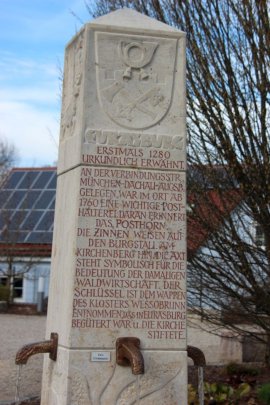 ERSTMALS 1280
URKUNDLICH ERWÄHNT
AN DER VERBINDUNGSSTR.
MÜNCHEN-DACHAU-AUGSB.
GELEGEN, WAR IM ORT AB
1760 EINE WICHTIGE POST
HALTEREI, DARAN ERINNERT
DAS POSTHORN,
DIE ZINNEN WEISEN AUF
DEN BURGSTALL AM
KIRCHENBERG HIN, DIE AXT
STEHT SYMBOLISCH FÜR DIE
BEDEUTUNG DER DAMALIGEN
WALDWIRTSCHAFT. DER
SCHLÜSSEL IST DEM WAPPEN
DES KLOSTERS WESSOBRUNN
ENTNOMMEN DAS
BEGÜTERT WAR U. DIE KIRCHE
STIFTETE